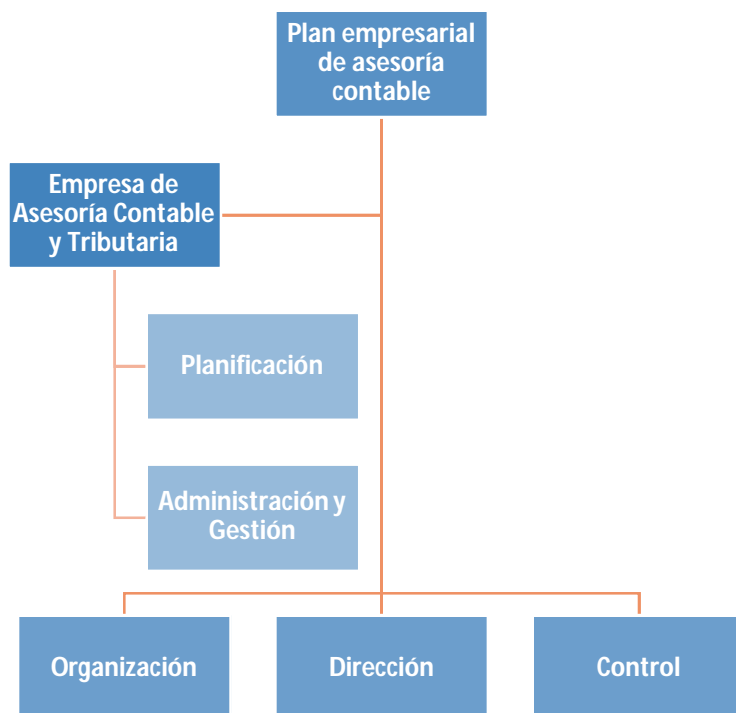 Plan empresarial
de asesoría
contable
Empresa de
Asesoría Contable
y Tributaria
Planificación
Administración y
Gestión
Organización
Dirección
Control